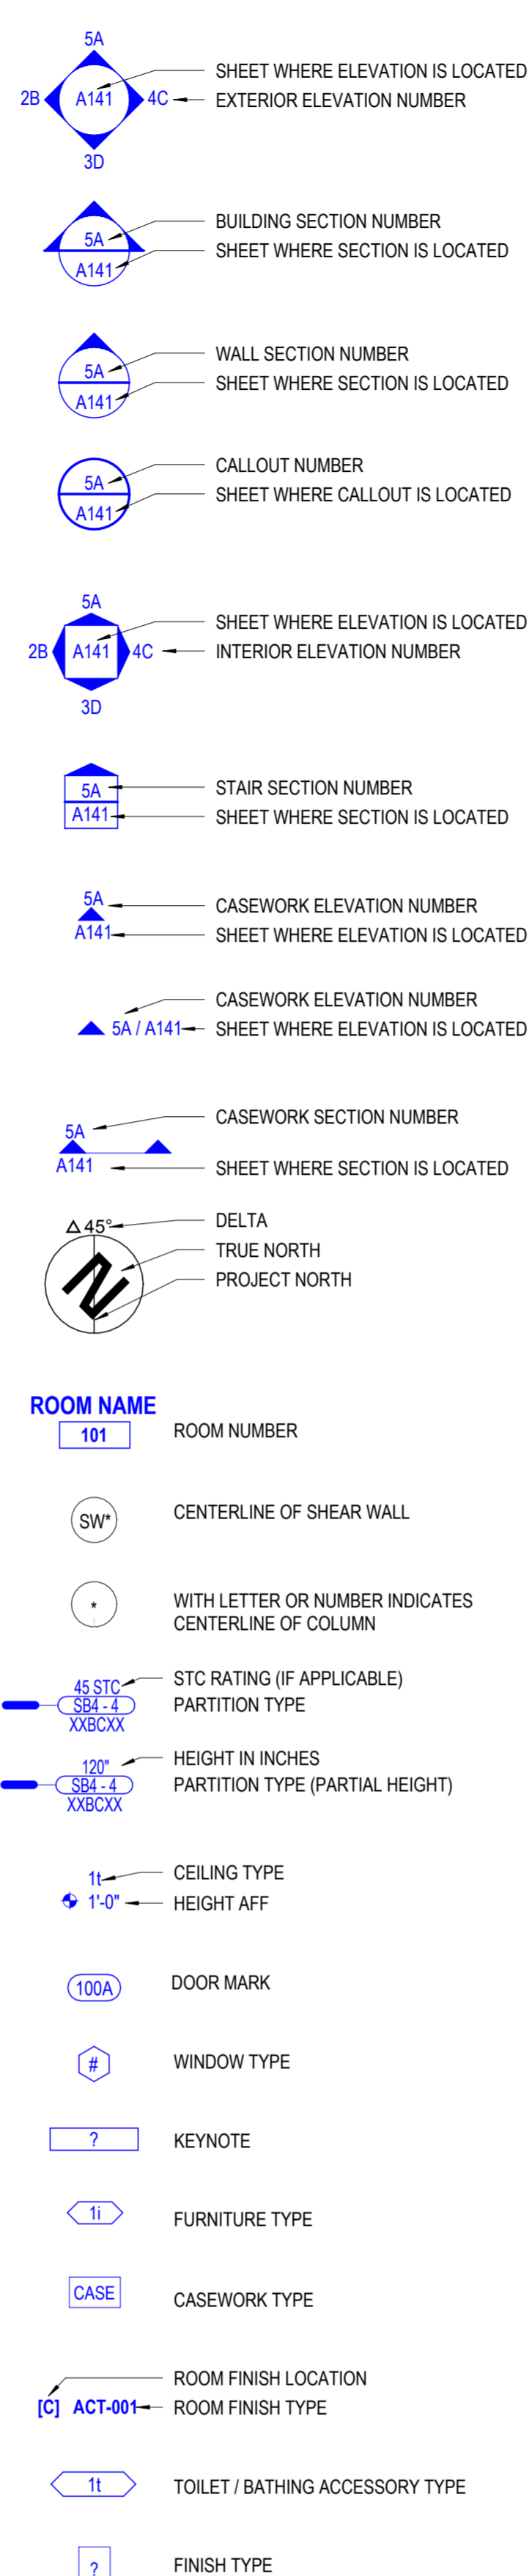 5A
SHEET WHERE ELEVATION IS LOCATED
2B A141 4C EXTERIOR ELEVATION NUMBER
3D
BUILDING SECTION NUMBER
5A
SHEET WHERE SECTION IS LOCATED
A141
WALL SECTION NUMBER
5A
SHEET WHERE SECTION IS LOCATED
A141
CALLOUT NUMBER
5A
SHEET WHERE CALLOUT IS LOCATED
A141
5A
SHEET WHERE ELEVATION IS LOCATED
2B A141 4C INTERIOR ELEVATION NUMBER
3D
5A STAIR SECTION NUMBER
A141 SHEET WHERE SECTION IS LOCATED
5A CASEWORK ELEVATION NUMBER
A141 SHEET WHERE ELEVATION IS LOCATED
CASEWORK ELEVATION NUMBER
5A / A141 SHEET WHERE ELEVATION IS LOCATED
CASEWORK SECTION NUMBER
5A
A141 SHEET WHERE SECTION IS LOCATED
Δ 45° DELTA
TRUE NORTH
N PROJECT NORTH
ROOM NAME
101 ROOM NUMBER
SW* CENTERLINE OF SHEAR WALL
* WITH LETTER OR NUMBER INDICATES
CENTERLINE OF COLUMN
45 STC STC RATING (IF APPLICABLE)
SB4 - 4 PARTITION TYPE
XXBCXX
120" HEIGHT IN INCHES
SB4 - 4 PARTITION TYPE (PARTIAL HEIGHT)
XXBCXX
1t CEILING TYPE
1'-0" HEIGHT AFF
100A DOOR MARK
# WINDOW TYPE
? KEYNOTE
1i FURNITURE TYPE
CASE CASEWORK TYPE
ROOM FINISH LOCATION
[C] ACT-001 ROOM FINISH TYPE
1t TOILET / BATHING ACCESSORY TYPE
? FINISH TYPE